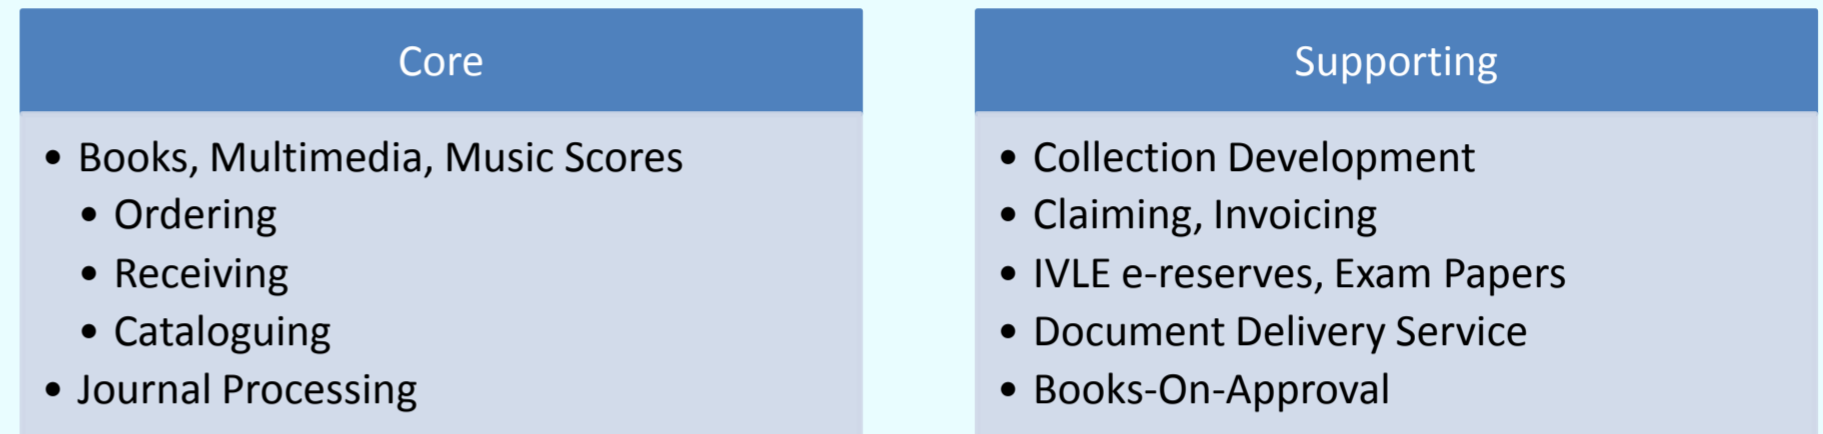 Core
• Books, Multimedia, Music Scores
• Ordering
• Receiving
• Cataloguing
• Journal Processing
Supporting
• Collection Development
• Claiming, Invoicing
• IVLE e-reserves, Exam Papers
• Document Delivery Service
• Books-On-Approval